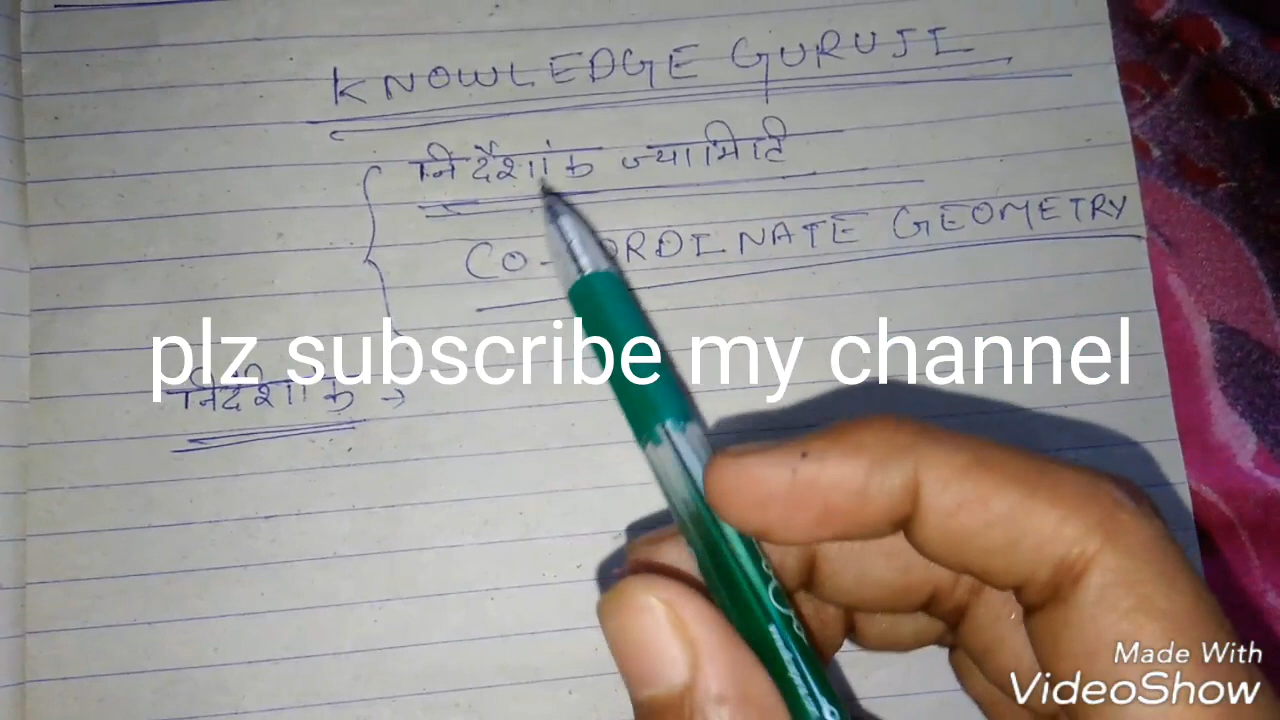 KNOWLEDGE GURUJI
निर्देशांक ज्यामिति
CO-ORDINATE GEOMETRY
plz subscribe my channel
निर्देशांक →
Made With
VideoShow